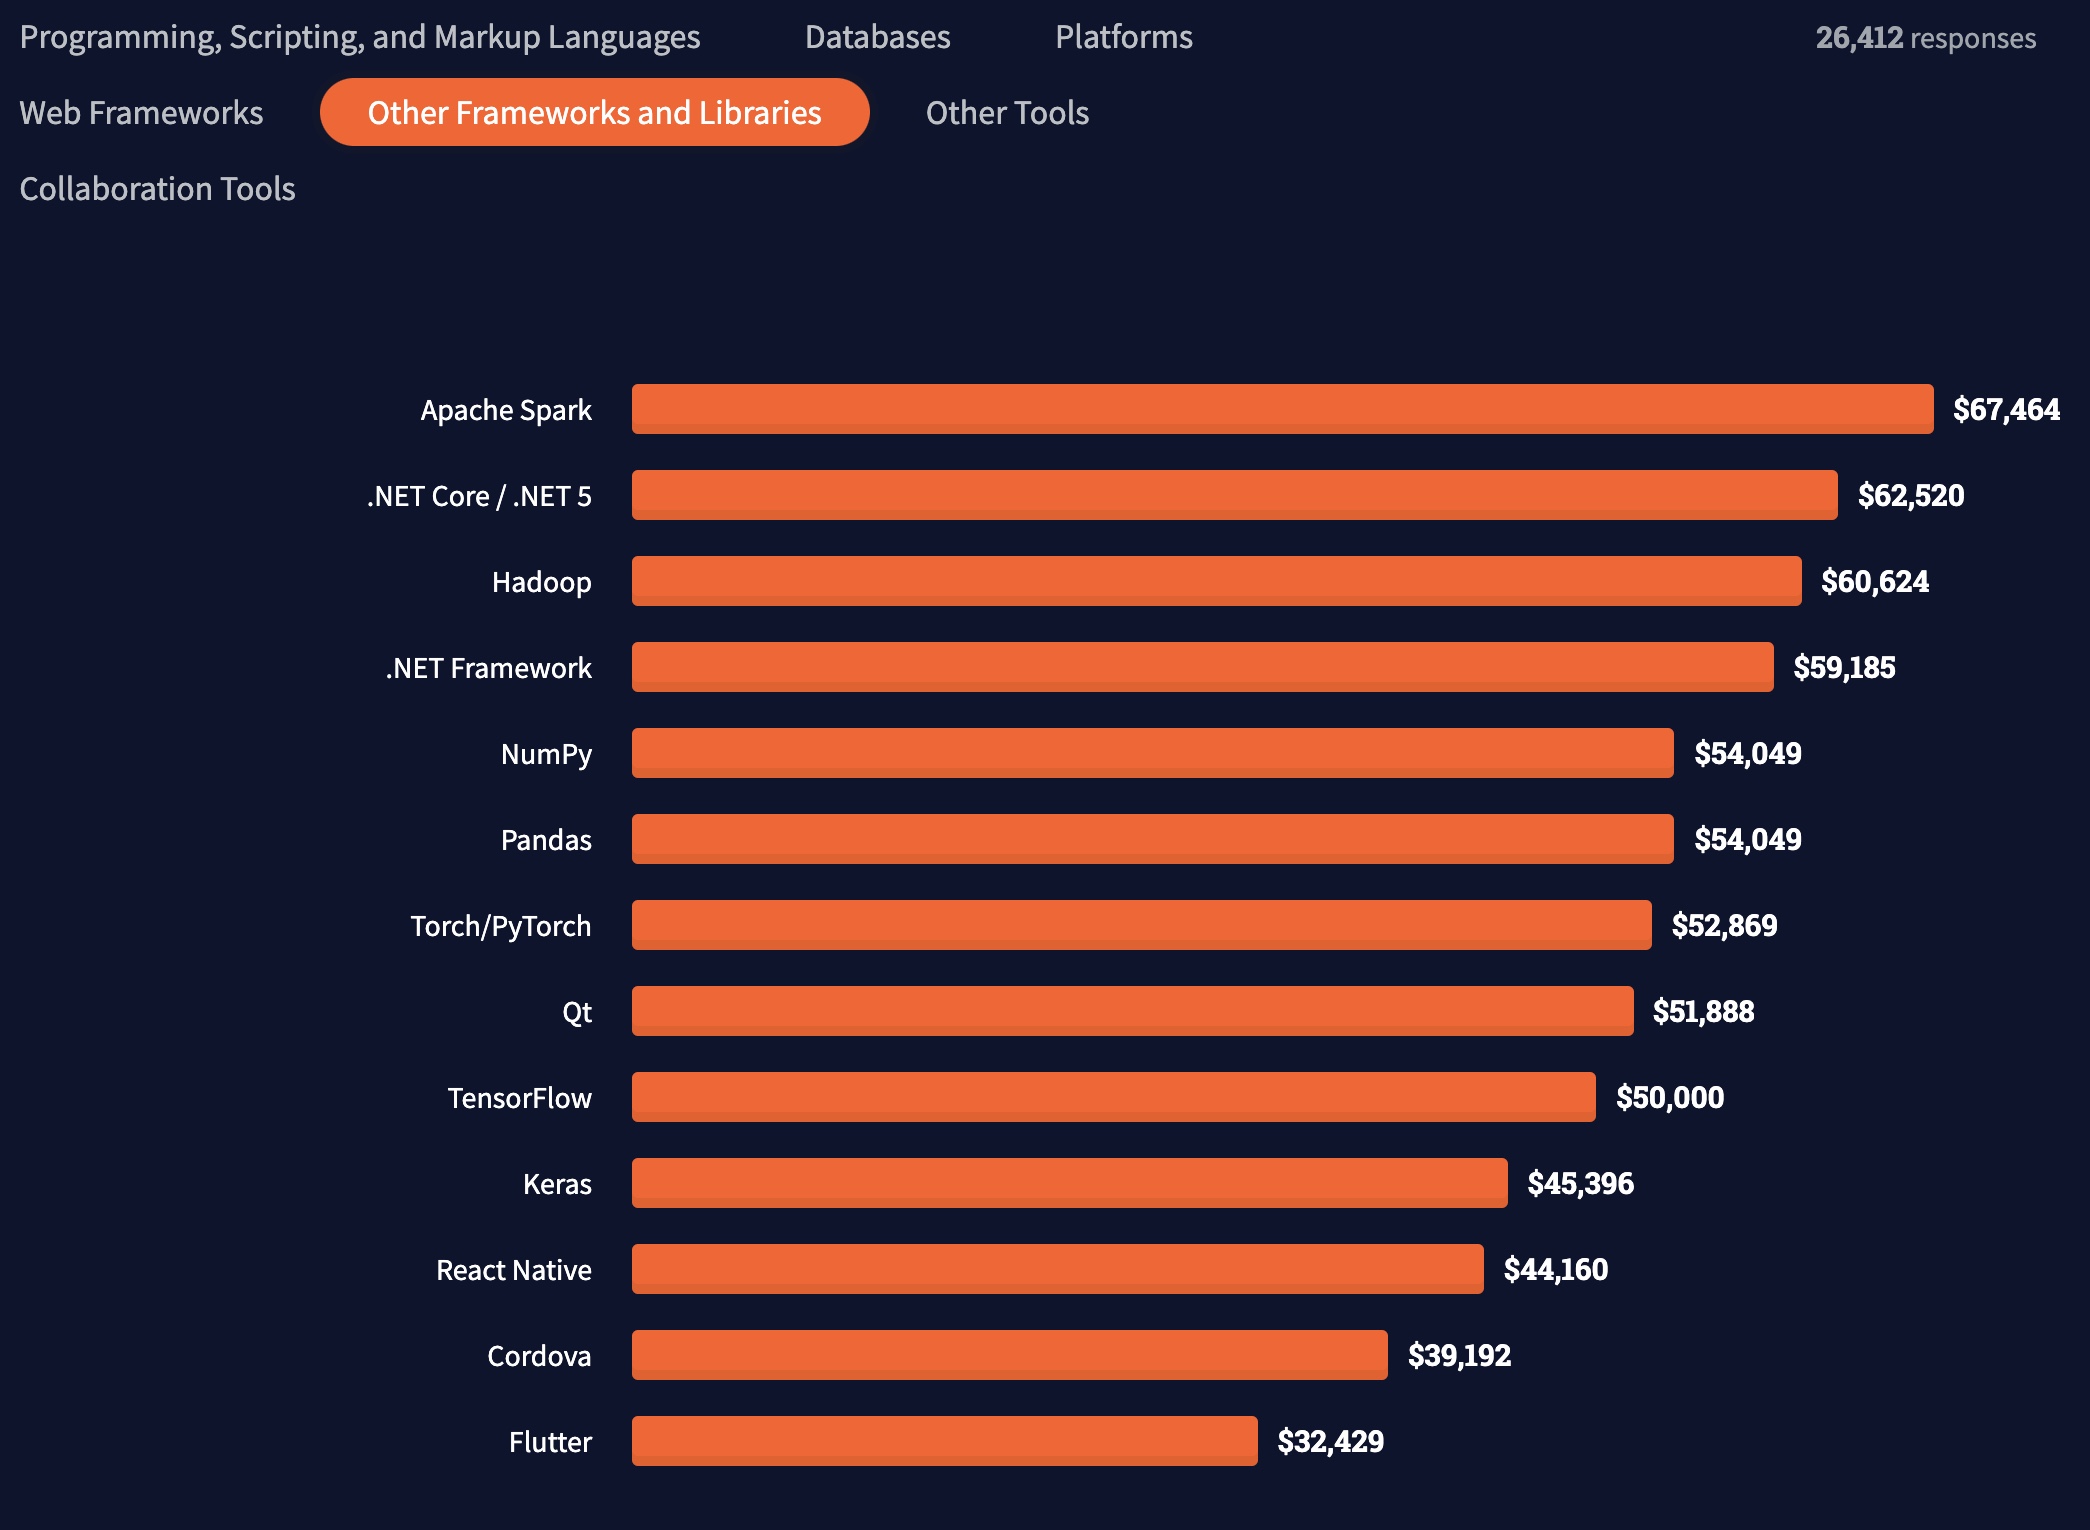 Programming, Scripting, and Markup Languages Databases Platforms 26,412 responses
Web Frameworks Other Frameworks and Libraries Other Tools
Collaboration Tools
Apache Spark $67,464
.NET Core / .NET 5 $62,520
Hadoop $60,624
.NET Framework $59,185
NumPy $54,049
Pandas $54,049
Torch/PyTorch $52,869
Qt $51,888
TensorFlow $50,000
Keras $45,396
React Native $44,160
Cordova $39,192
Flutter $32,429